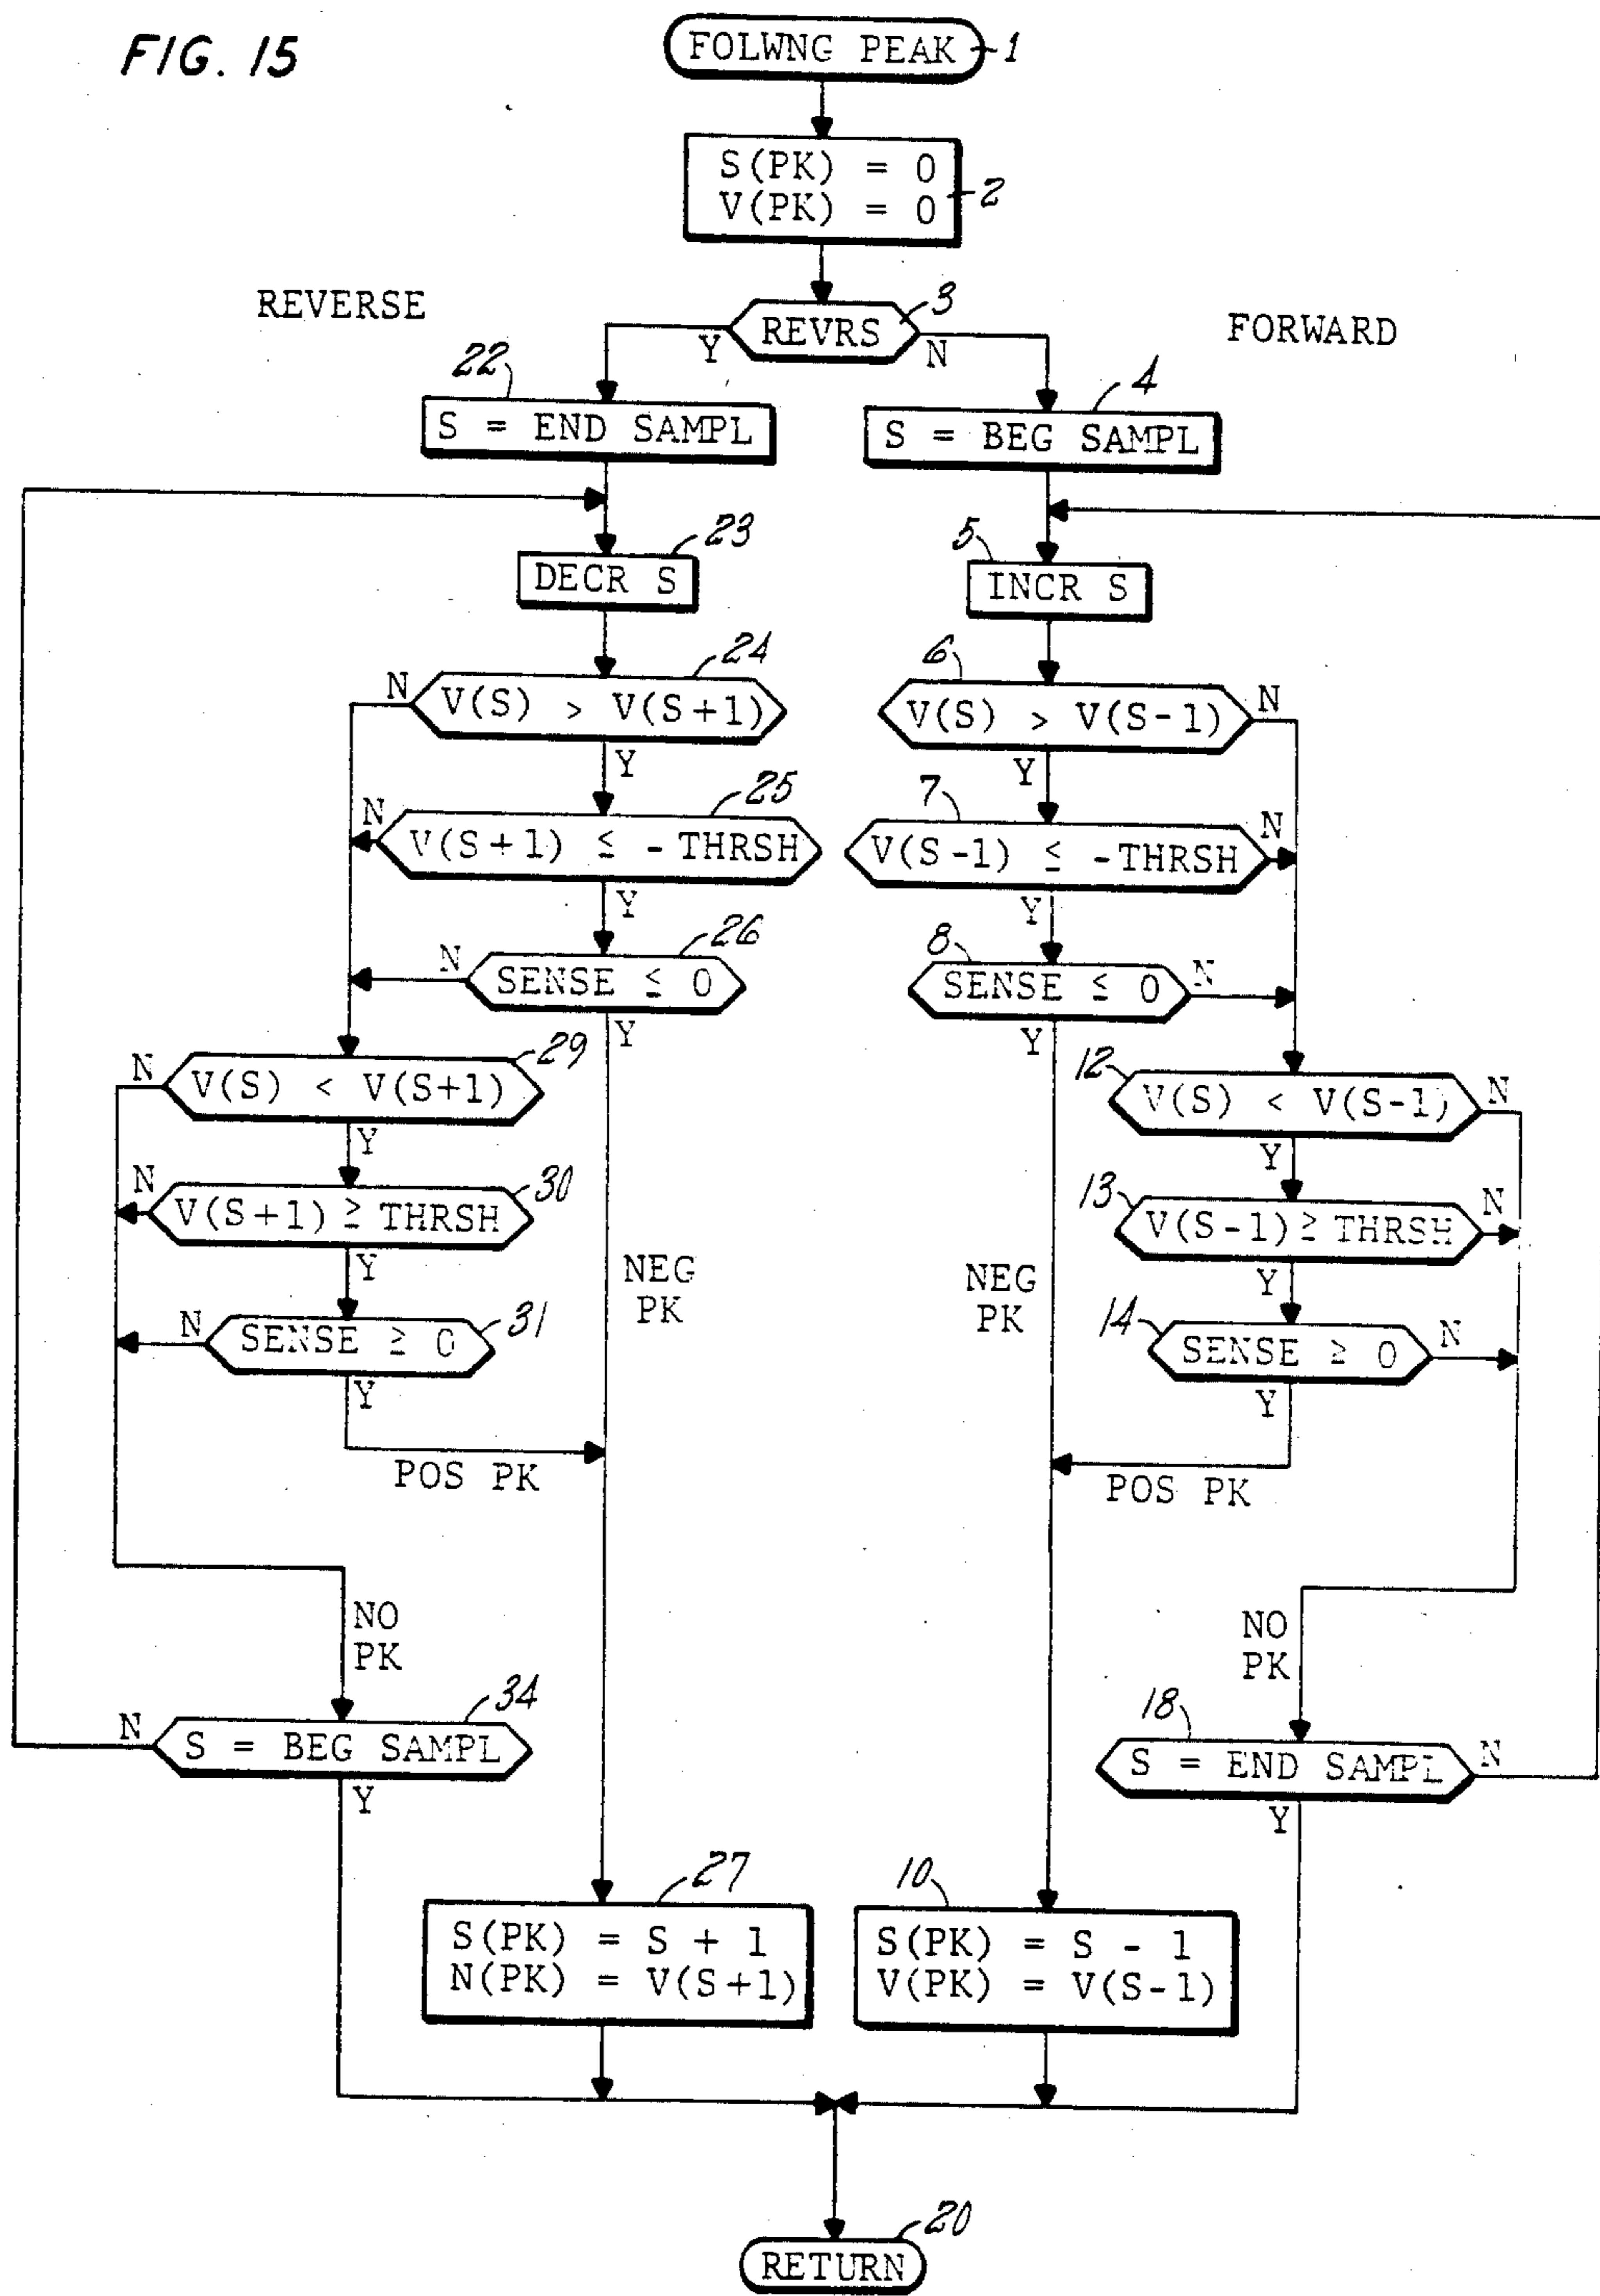 FIG. 15
FOLWNG PEAK 1
S(PK) = 0
V(PK) = 0
2
REVERSE
REVRS 3
Y
N
FORWARD
22
S = END SAMPL
4
S = BEG SAMPL
23
DECR S
5
INCR S
24
N
V(S) > V(S+1)
Y
6
V(S) > V(S-1)
N
Y
25
N
V(S+1) ≤ - THRSH
Y
7
V(S-1) ≤ -THRSH
N
Y
26
N
SENSE ≤ 0
Y
8
SENSE ≤ 0
N
Y
29
N
V(S) < V(S+1)
Y
12
V(S) < V(S-1)
N
Y
30
N
V(S+1) ≥ THRSH
Y
13
V(S-1) ≥ THRSH
N
Y
NEG
PK
NEG
PK
31
N
SENSE ≥ 0
Y
14
SENSE ≥ 0
N
Y
POS PK
POS PK
NO
PK
NO
PK
34
N
S = BEG SAMPL
Y
18
S = END SAMPL
N
Y
27
S(PK) = S + 1
N(PK) = V(S+1)
10
S(PK) = S - 1
V(PK) = V(S-1)
20
RETURN